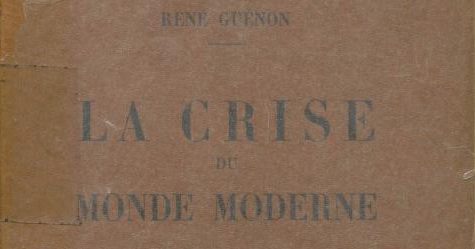 RENÉ GUÉNON
LA CRISE
DU
MONDE MODERNE